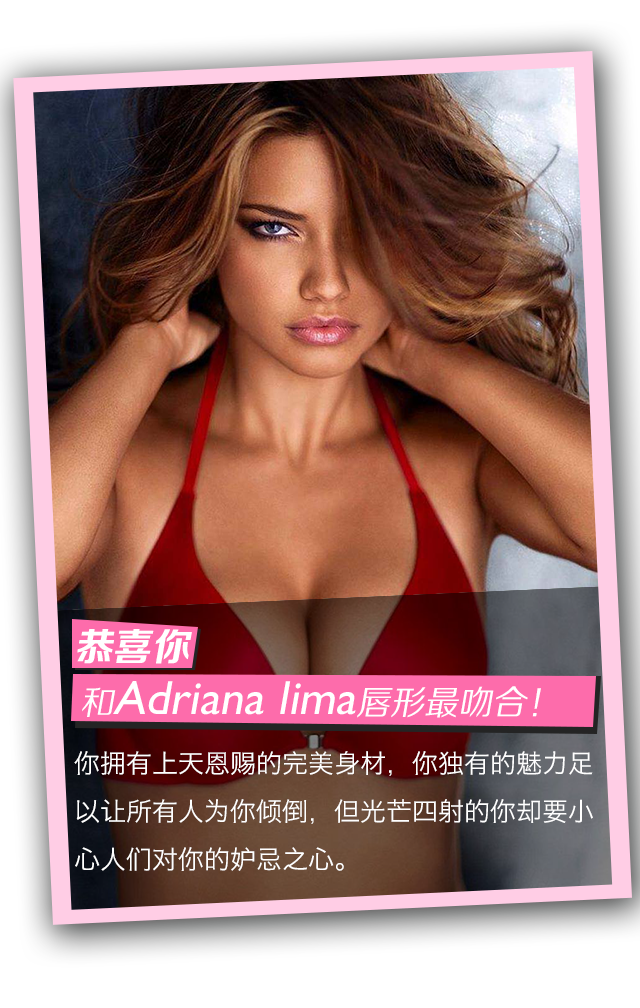 恭喜你
和Adriana lima唇形最吻合！
你拥有上天恩赐的完美身材，你独有的魅力足
以让所有人为你倾倒，但光芒四射的你却要小
心人们对你的妒忌之心。